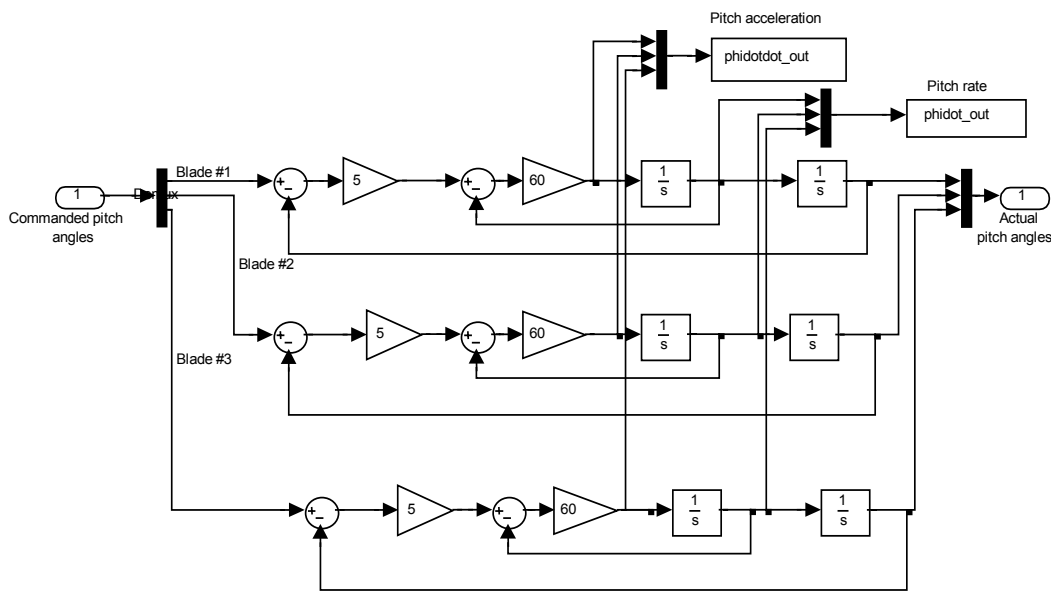 Pitch acceleration
phidotdot_out
Pitch rate
phidot_out
1
Commanded pitch
angles
Demux
Blade #1
+
−
5
+
−
60
1
s
1
s
1
Actual
pitch angles
Blade #2
+
−
5
+
−
60
1
s
1
s
Blade #3
+
−
5
+
−
60
1
s
1
s